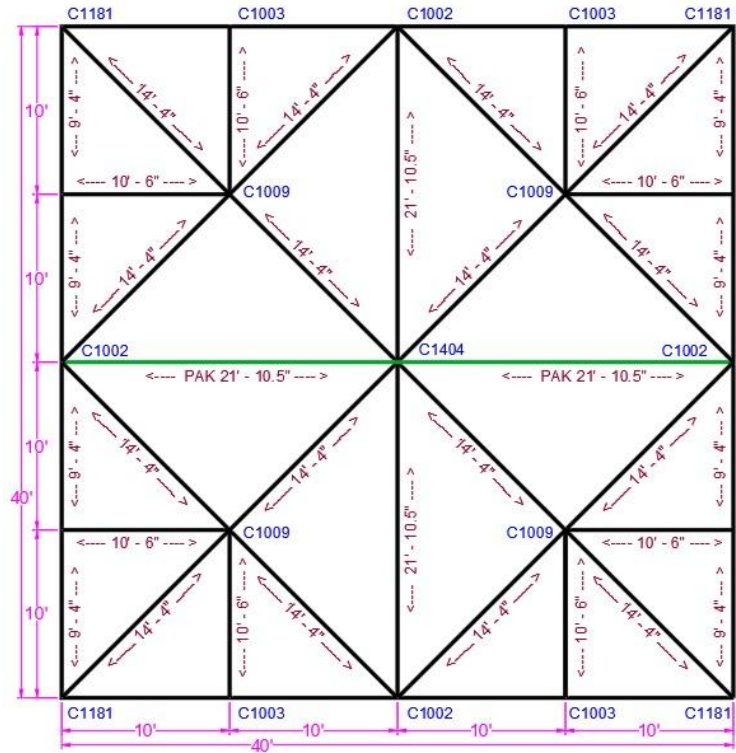 C1181 C1003 C1002 C1003 C1181
10' <---- 9' - 4" ----> <---- 14' - 4" ----> <---- 10' - 6" ----> <---- 14' - 4" ----> <---- 21' - 10.5" ----> <---- 14' - 4" ----> <---- 10' - 6" ----> <---- 14' - 4" ----> <---- 9' - 4" ---->
<---- 10' - 6" ----> <---- 10' - 6" ---->
C1009 C1009
10' <---- 9' - 4" ----> <---- 14' - 4" ----> <---- 14' - 4" ----> <---- 14' - 4" ----> <---- 14' - 4" ----> <---- 9' - 4" ---->
C1002 C1404 C1002
<---- PAK 21' - 10.5" ----> <---- PAK 21' - 10.5" ---->
10' <---- 9' - 4" ----> <---- 14' - 4" ----> <---- 14' - 4" ----> <---- 21' - 10.5" ----> <---- 14' - 4" ----> <---- 14' - 4" ----> <---- 9' - 4" ---->
40'
C1009 C1009
<---- 10' - 6" ----> <---- 10' - 6" ---->
10' <---- 9' - 4" ----> <---- 14' - 4" ----> <---- 10' - 6" ----> <---- 14' - 4" ----> <---- 14' - 4" ----> <---- 10' - 6" ----> <---- 14' - 4" ----> <---- 9' - 4" ---->
C1181 C1003 C1002 C1003 C1181
10' 10' 10' 10'
40'